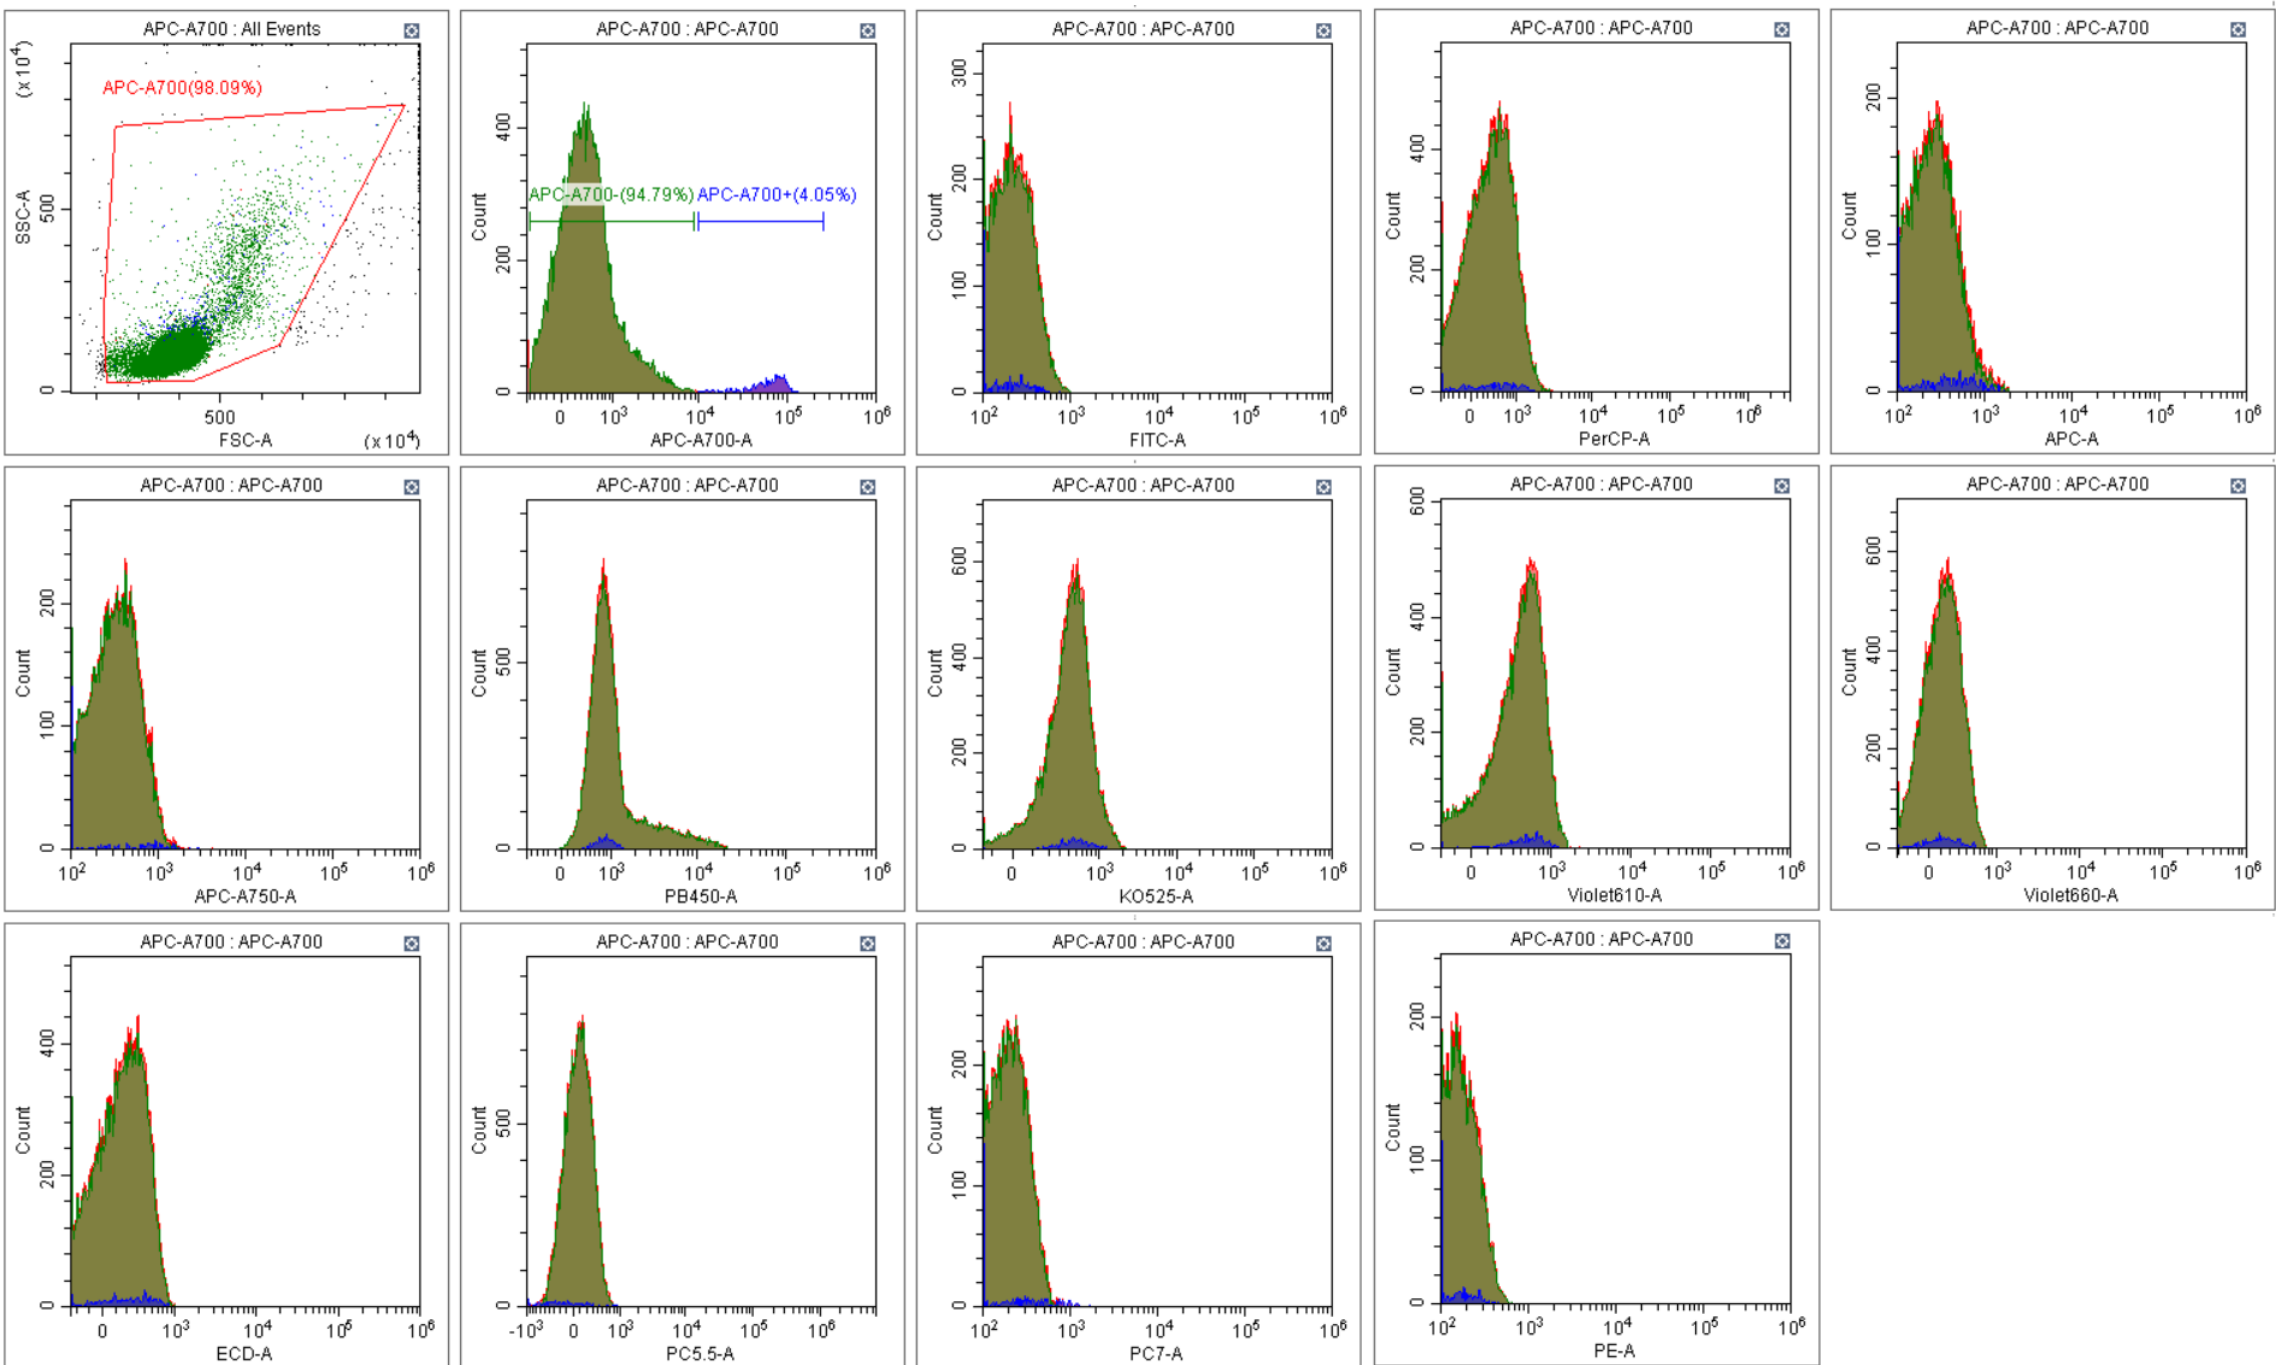 APC-A700 : All Events
(x 10⁴)
APC-A700(98.09%)
SSC-A
500
0
500
FSC-A
(x 10⁴)
APC-A700 : APC-A700
Count
400
200
0
APC-A700-(94.79%)
APC-A700+(4.05%)
0 10³ 10⁴ 10⁵ 10⁶
APC-A700-A
APC-A700 : APC-A700
Count
300
200
100
0
10² 10³ 10⁴ 10⁵ 10⁶
FITC-A
APC-A700 : APC-A700
Count
400
200
0
0 10³ 10⁴ 10⁵ 10⁶
PerCP-A
APC-A700 : APC-A700
Count
200
100
0
10² 10³ 10⁴ 10⁵ 10⁶
APC-A
APC-A700 : APC-A700
Count
200
100
0
10² 10³ 10⁴ 10⁵ 10⁶
APC-A750-A
APC-A700 : APC-A700
Count
500
0
0 10³ 10⁴ 10⁵ 10⁶
PB450-A
APC-A700 : APC-A700
Count
600
400
200
0
0 10³ 10⁴ 10⁵ 10⁶
KO525-A
APC-A700 : APC-A700
Count
600
400
200
0
0 10³ 10⁴ 10⁵ 10⁶
Violet610-A
APC-A700 : APC-A700
Count
600
400
200
0
0 10³ 10⁴ 10⁵ 10⁶
Violet660-A
APC-A700 : APC-A700
Count
400
200
0
0 10³ 10⁴ 10⁵ 10⁶
ECD-A
APC-A700 : APC-A700
Count
500
0
-10³ 0 10³ 10⁴ 10⁵ 10⁶
PC5.5-A
APC-A700 : APC-A700
Count
200
100
0
10² 10³ 10⁴ 10⁵ 10⁶
PC7-A
APC-A700 : APC-A700
Count
200
100
0
10² 10³ 10⁴ 10⁵ 10⁶
PE-A